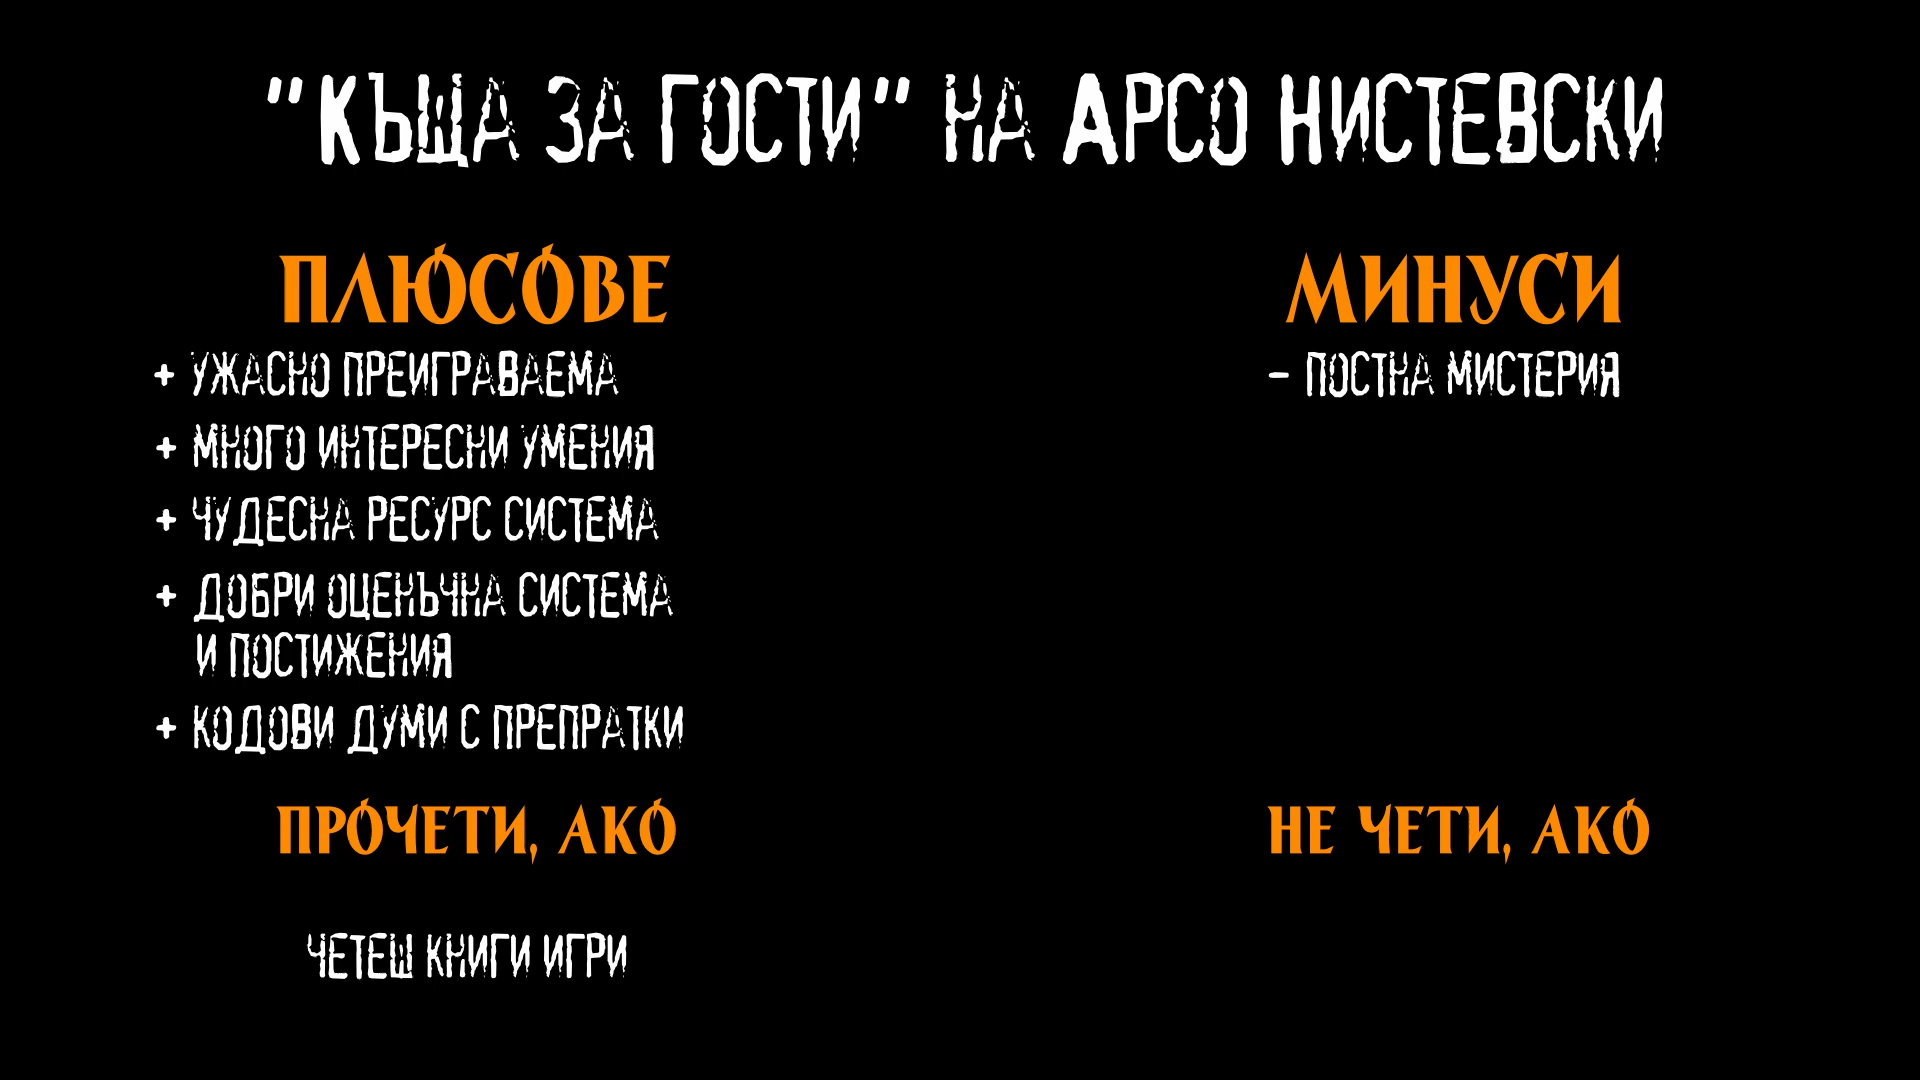 "Къща за гости" на Арсо Нистевски
ПЛЮСОВЕ
+ УЖАСНО ПРЕИГРАВАЕМА
+ МНОГО ИНТЕРЕСНИ УМЕНИЯ
+ ЧУДЕСНА РЕСУРС СИСТЕМА
+ ДОБРИ ОЦЕНЪЧНА СИСТЕМА
И ПОСТИЖЕНИЯ
+ КОДОВИ ДУМИ С ПРЕПРАТКИ
МИНУСИ
- ПОСТНА МИСТЕРИЯ
ПРОЧЕТИ, АКО
ЧЕТЕШ КНИГИ ИГРИ
НЕ ЧЕТИ, АКО